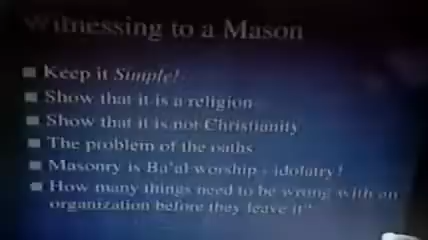 Witnessing to a Mason
Keep it Simple!
Show that it is a religion
Show that it is not Christianity
The problem of the oaths
Masonry is Ba'al worship - idolatry!
How many things need to be wrong with an
organization before they leave it"